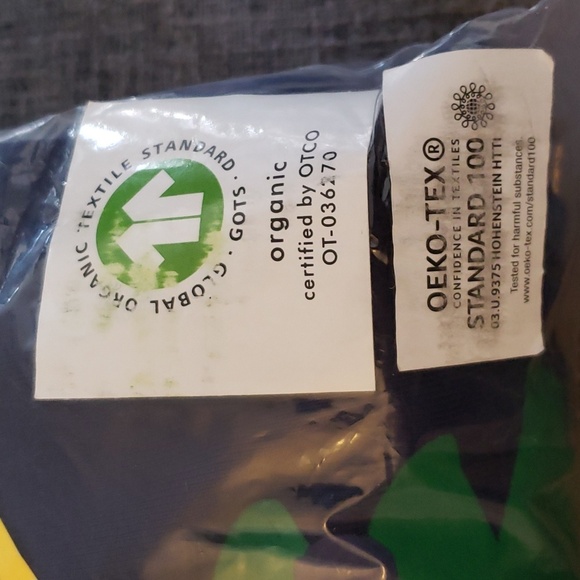 GLOBAL ORGANIC TEXTILE STANDARD · GOTS ·
organic
certified by OTCO
OT-036270
OEKO-TEX®
CONFIDENCE IN TEXTILES
STANDARD 100
03.U.9375 HOHENSTEIN HTTI
Tested for harmful substances
www.oeko-tex.com/standard100